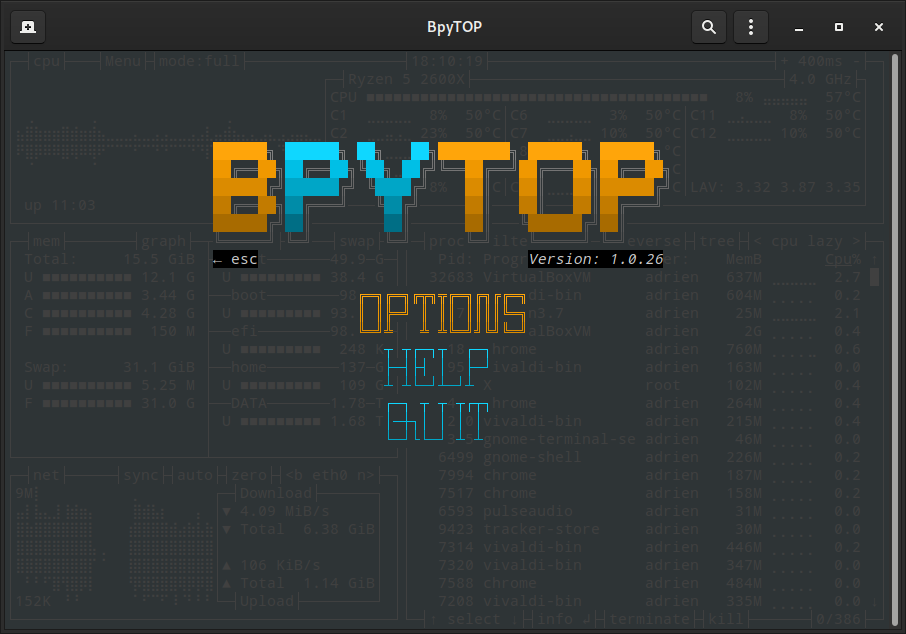 BpyTOP
cpu Menu mode:full 18:10:19 + 400ms -
Ryzen 5 2600X 4.0 GHz
CPU 8% 57°C
C1 8% 50°C C6 3% 50°C C11 8% 50°C
C2 23% 50°C C7 10% 50°C C12 10% 50°C
BPYTOP
8% LAV: 3.32 3.87 3.35
up 11:03
mem graph swap proc filte reverse tree < cpu lazy >
← esc
Version: 1.0.26
Total: 15.5 GiB 49.9 G Pid: Prog User: MemB Cpu% ↑
U 12.1 G U 38.4 G 92683 VirtualBoxVM adrien 637M 2.7
A 3.44 G boot 98 ldi-bin adrien 604M 0.2
C 4.28 G U 93. n3.7 adrien 25M 2.1
F 150 M efi 98. alBoxVM adrien 2G 0.4
OPTIONS
U 248 chrome adrien 760M 0.6
Swap: 31.1 GiB home 137 G vivaldi-bin adrien 163M 0.0
U 5.25 M U 109 G X root 102M 0.4
F 31.0 G DATA 1.78 T chrome adrien 264M 0.4
U 1.68 T vivaldi-bin adrien 215M 0.4
HELP
QUIT
gnome-terminal-se adrien 46M 0.0
6499 gnome-shell adrien 226M 0.2
net sync auto zero <b eth0 n> 7994 chrome adrien 187M 0.2
9M Download 7517 chrome adrien 158M 0.2
▼ 4.09 MiB/s 6593 pulseaudio adrien 31M 0.0
▼ Total 6.38 GiB 9423 tracker-store adrien 30M 0.0
7314 vivaldi-bin adrien 446M 0.2
▲ 106 KiB/s 7320 vivaldi-bin adrien 347M 0.0
▲ Total 1.14 GiB 7588 chrome adrien 484M 0.0
152K Upload 7208 vivaldi-bin adrien 335M 0.0 ↓
↑ select ↓ info ↲ terminate kill 0/386